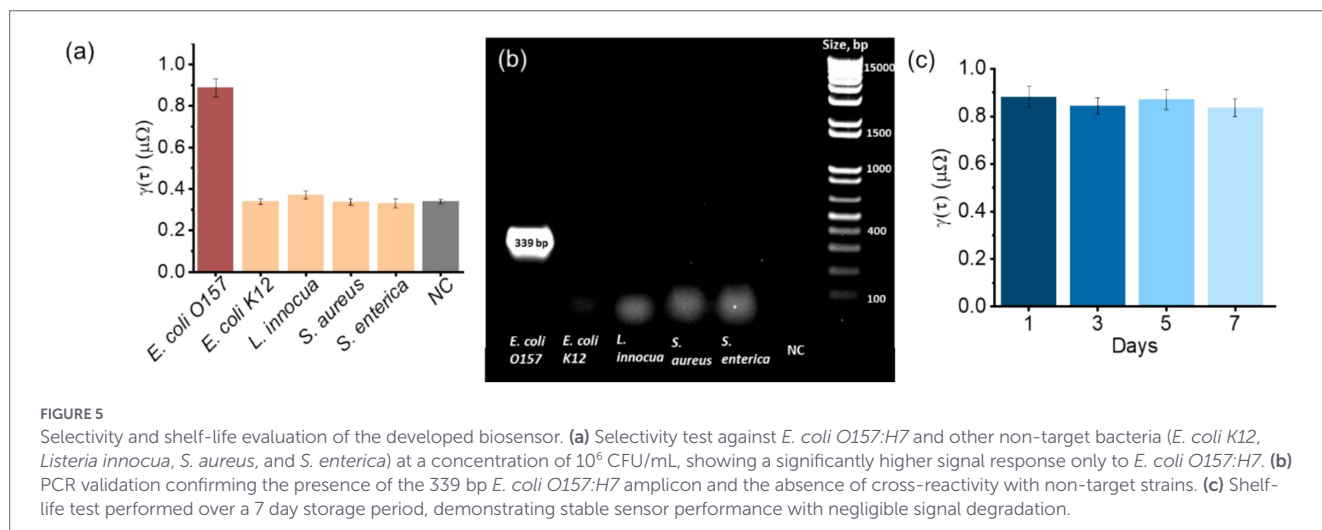 (a)
1.0
0.8
0.6
0.4
0.2
0.0
γ(τ) (μΩ)
E. coli O157
E. coli K12
L. innocua
S. aureus
S. enterica
NC
(b)
Size, bp
15000
1500
1000
400
100
339 bp
E. coli
O157
E. coli
K12
L.
innocua
S.
aureus
S.
enterica
NC
(c)
1.0
0.8
0.6
0.4
0.2
0.0
γ(τ) (μΩ)
1 3 5 7
Days
FIGURE 5
Selectivity and shelf-life evaluation of the developed biosensor. (a) Selectivity test against E. coli O157:H7 and other non-target bacteria (E. coli K12,
Listeria innocua, S. aureus, and S. enterica) at a concentration of 10⁶ CFU/mL, showing a significantly higher signal response only to E. coli O157:H7. (b)
PCR validation confirming the presence of the 339 bp E. coli O157:H7 amplicon and the absence of cross-reactivity with non-target strains. (c) Shelf-
life test performed over a 7 day storage period, demonstrating stable sensor performance with negligible signal degradation.